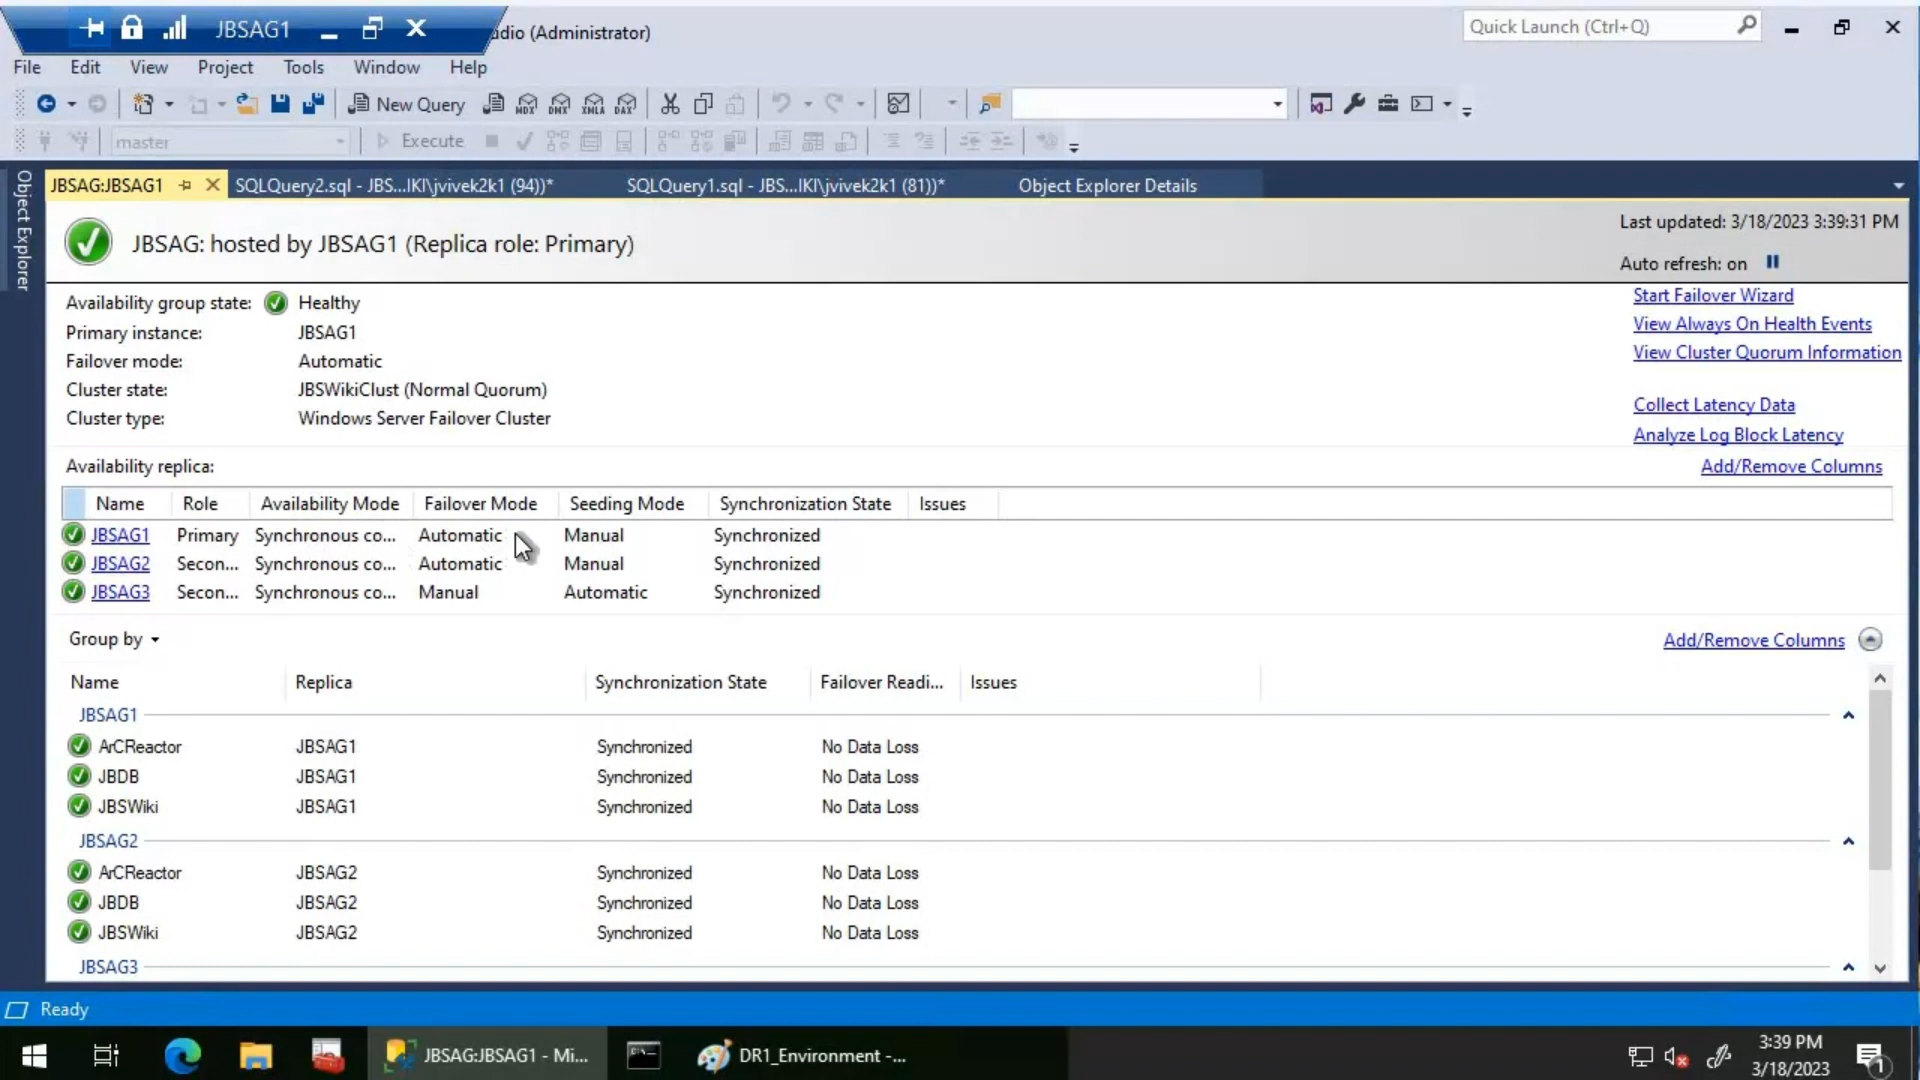 JBSAG1
udio (Administrator)
Quick Launch (Ctrl+Q)
File Edit View Project Tools Window Help
New Query MDX DMX XMLA DAX
master Execute
Object Explorer
JBSAG:JBSAG1 SQLQuery2.sql - JBS...IKI\jvivek2k1 (94))* SQLQuery1.sql - JBS...IKI\jvivek2k1 (81))* Object Explorer Details
JBSAG: hosted by JBSAG1 (Replica role: Primary)
Last updated: 3/18/2023 3:39:31 PM
Auto refresh: on
Availability group state: Healthy
Primary instance: JBSAG1
Failover mode: Automatic
Cluster state: JBSWikiClust (Normal Quorum)
Cluster type: Windows Server Failover Cluster
Start Failover Wizard
View Always On Health Events
View Cluster Quorum Information
Collect Latency Data
Analyze Log Block Latency
Availability replica: Add/Remove Columns
Name Role Availability Mode Failover Mode Seeding Mode Synchronization State Issues
JBSAG1 Primary Synchronous co... Automatic Manual Synchronized
JBSAG2 Secon... Synchronous co... Automatic Manual Synchronized
JBSAG3 Secon... Synchronous co... Manual Automatic Synchronized
Group by Add/Remove Columns
Name Replica Synchronization State Failover Readi... Issues
JBSAG1
ArCReactor JBSAG1 Synchronized No Data Loss
JBDB JBSAG1 Synchronized No Data Loss
JBSWiki JBSAG1 Synchronized No Data Loss
JBSAG2
ArCReactor JBSAG2 Synchronized No Data Loss
JBDB JBSAG2 Synchronized No Data Loss
JBSWiki JBSAG2 Synchronized No Data Loss
JBSAG3
Ready
JBSAG:JBSAG1 - Mi... DR1_Environment -...
3:39 PM
3/18/2023
1